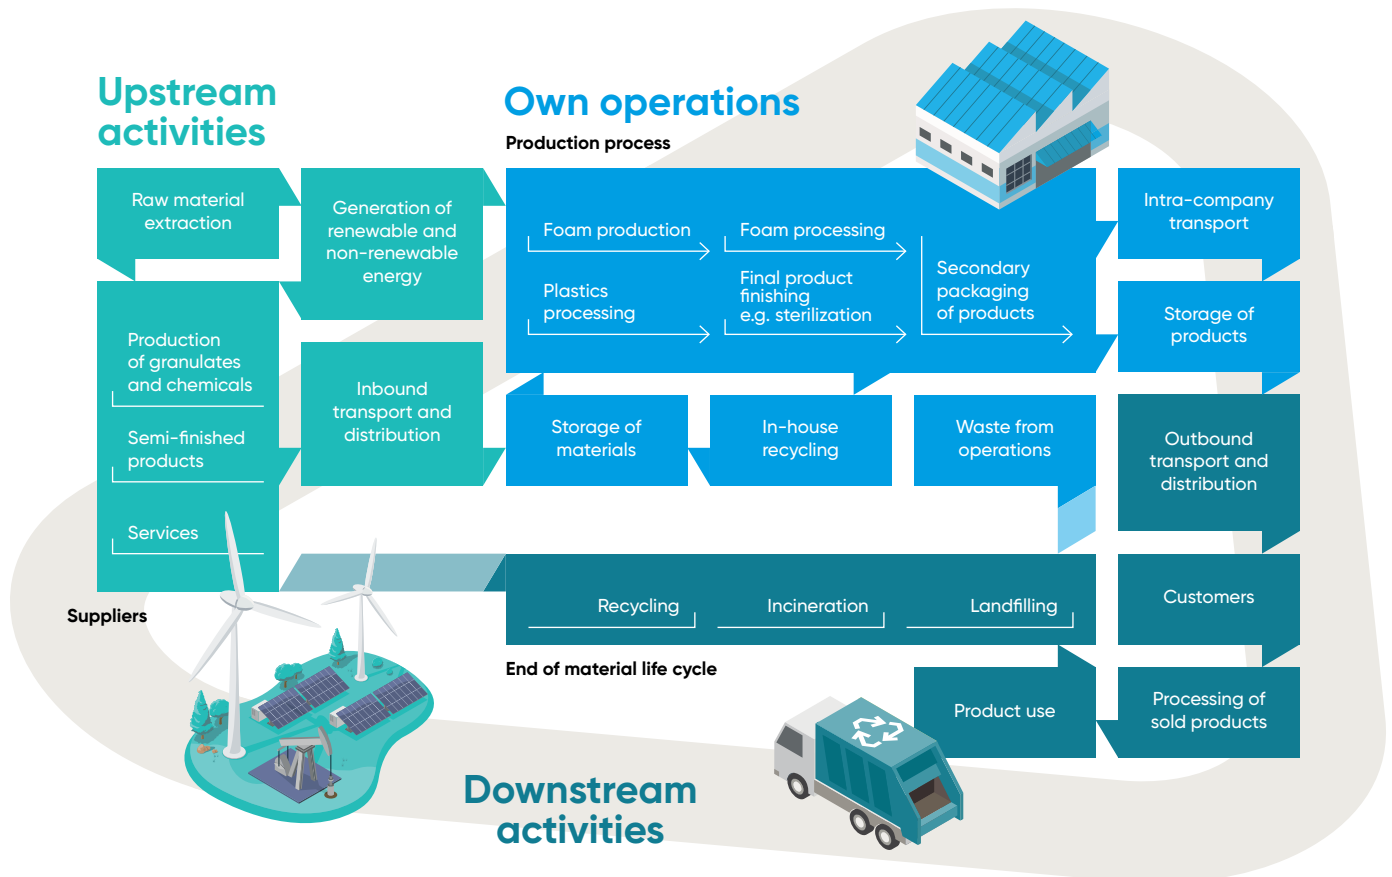 Upstream
activities
Raw material
extraction
Generation of
renewable and
non-renewable
energy
Production
of granulates
and chemicals
Semi-finished
products
Services
Inbound
transport and
distribution
Suppliers
Own operations
Production process
Foam production
Foam processing
Plastics
processing
Final product
finishing
e.g. sterilization
Secondary
packaging
of products
Intra-company
transport
Storage of
products
Storage of
materials
In-house
recycling
Waste from
operations
Outbound
transport and
distribution
Customers
Processing of
sold products
Product use
Recycling
Incineration
Landfilling
End of material life cycle
Downstream
activities